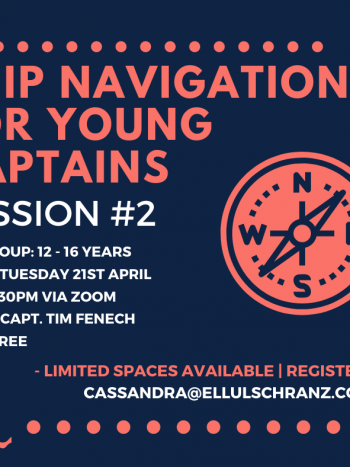 IP NAVIGATION
OR YOUNG
APTAINS
SSION #2
OUP: 12 - 16 YEARS
TUESDAY 21ST APRIL
30PM VIA ZOOM
CAPT. TIM FENECH
REE
N
W
S
- LIMITED SPACES AVAILABLE | REGISTE
CASSANDRA@ELLULSCHRANZ.CO